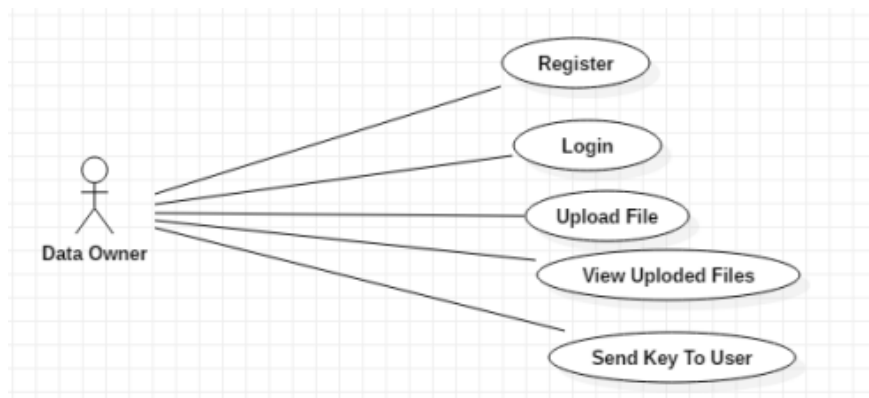 Register
Login
Upload File
Data Owner
View Uploded Files
Send Key To User